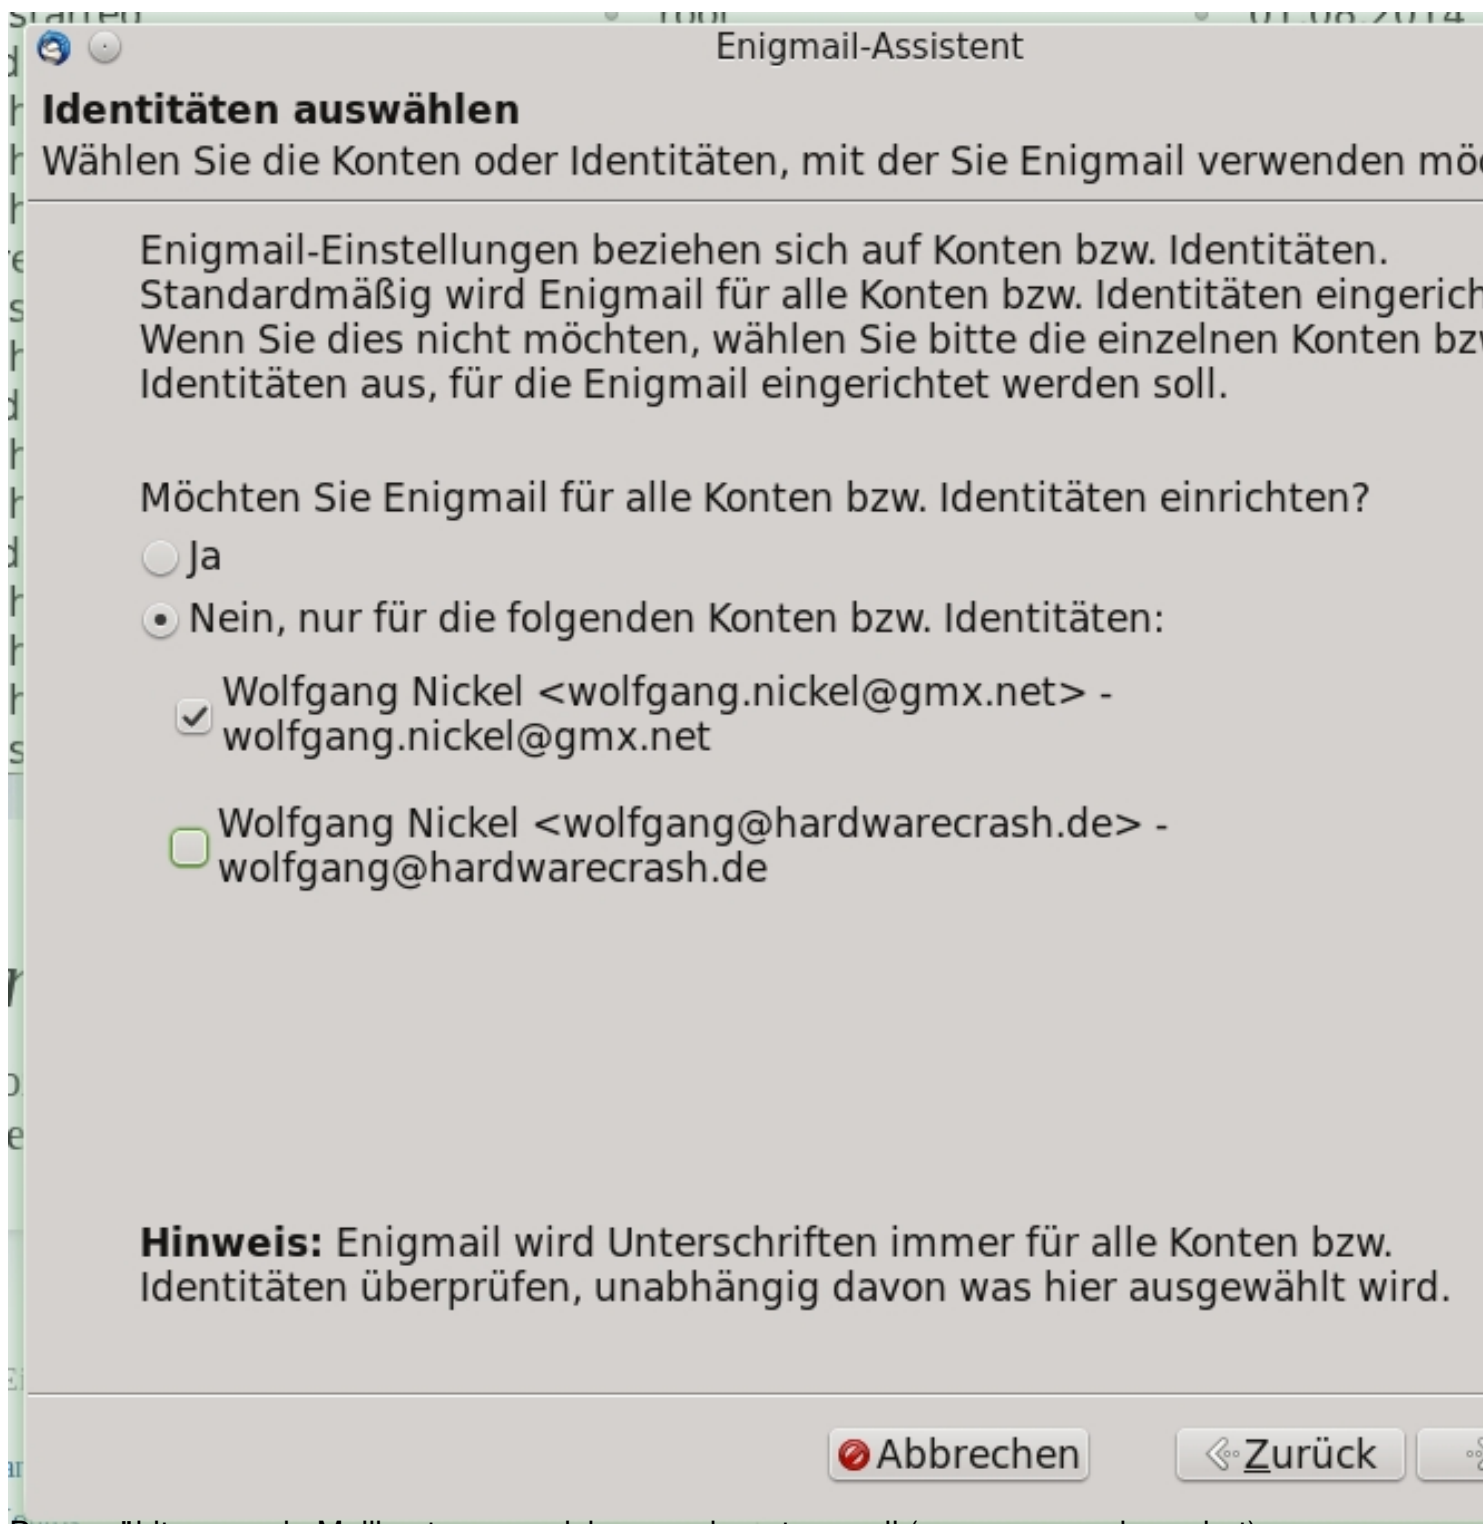 01.08.2014
Enigmail-Assistent
Identitäten auswählen
Wählen Sie die Konten oder Identitäten, mit der Sie Enigmail verwenden
Enigmail-Einstellungen beziehen sich auf Konten bzw. Identitäten.
Standardmäßig wird Enigmail für alle Konten bzw. Identitäten
Wenn Sie dies nicht möchten, wählen Sie bitte die einzelnen Konten
Identitäten aus, für die Enigmail eingerichtet werden soll.
Möchten Sie Enigmail für alle Konten bzw. Identitäten einrichten?
Ja
Nein, nur für die folgenden Konten bzw. Identitäten:
Wolfgang Nickel <wolfgang.nickel@gmx.net> -
wolfgang.nickel@gmx.net
Wolfgang Nickel <wolfgang@hardwarecrash.de> -
wolfgang@hardwarecrash.de
Hinweis: Enigmail wird Unterschriften immer für alle Konten bzw.
Identitäten überprüfen, unabhängig davon was hier ausgewählt wird.
Abbrechen
Zurück